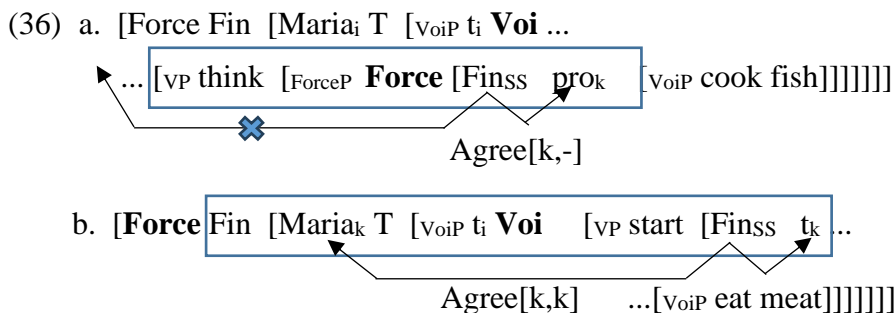 (36) a. [Force Fin [Mariaᵢ T [VoiP tᵢ Voi ...
... [VP think [ForceP Force [FinSS proₖ [VoiP cook fish]]]]]]]
Agree[k,-]
b. [Force Fin [Mariaₖ T [VoiP tᵢ Voi [VP start [FinSS tₖ ...
Agree[k,k] ...[VoiP eat meat]]]]]]]